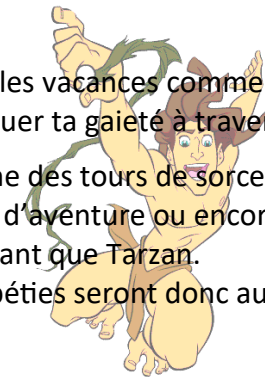 les vacances comme
uer ta gaieté à traver
e des tours de sorce
d’aventure ou encor
ant que Tarzan.
péties seront donc au